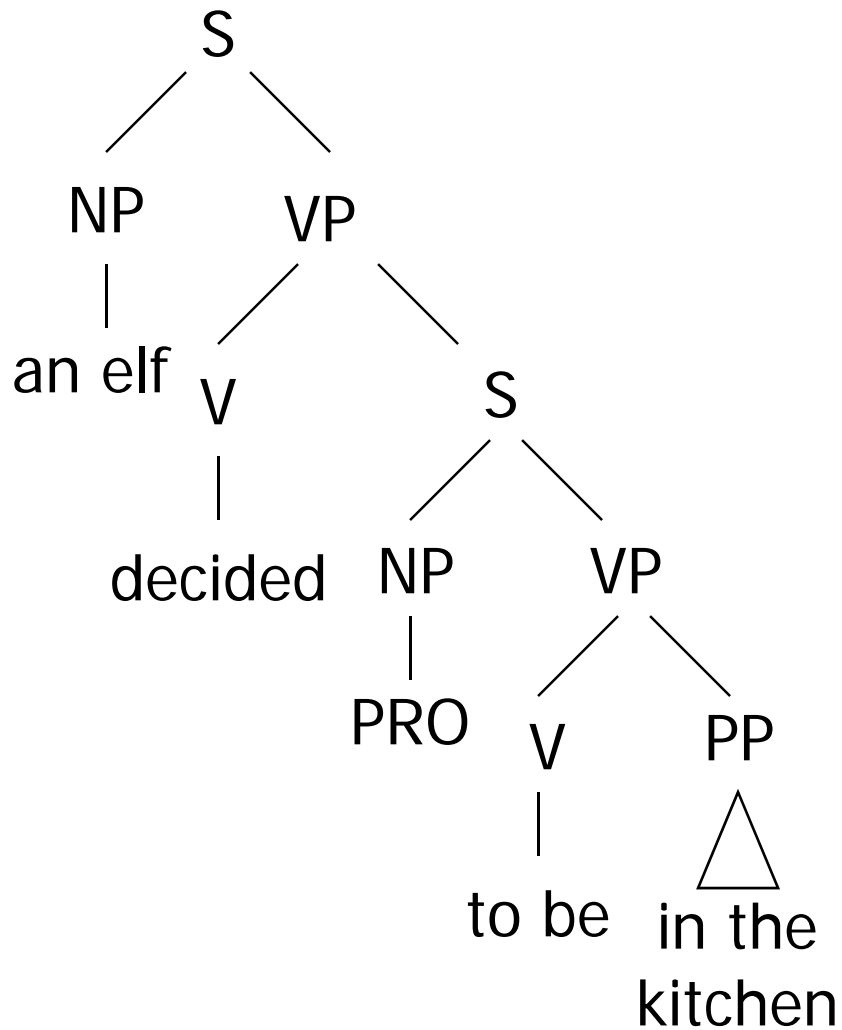 S
NP VP
an elf V S
decided NP VP
PRO V PP
to be in the
kitchen